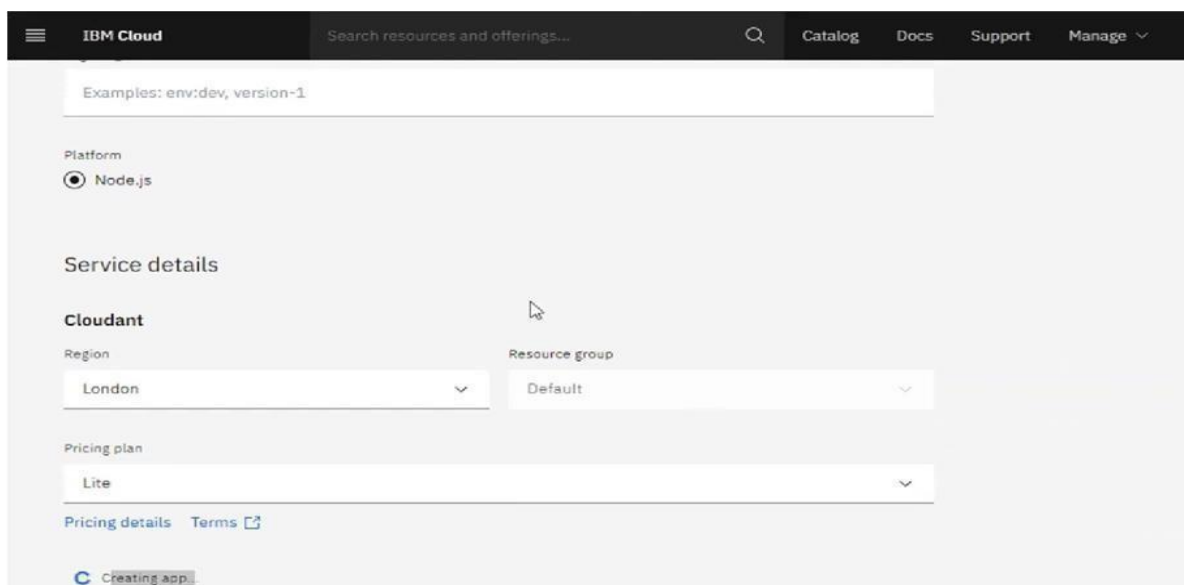 IBM Cloud Search resources and offerings... Catalog Docs Support Manage
Examples: env:dev, version-1
Platform
Node.js
Service details
Cloudant
Region Resource group
London Default
Pricing plan
Lite
Pricing details Terms
Creating app...